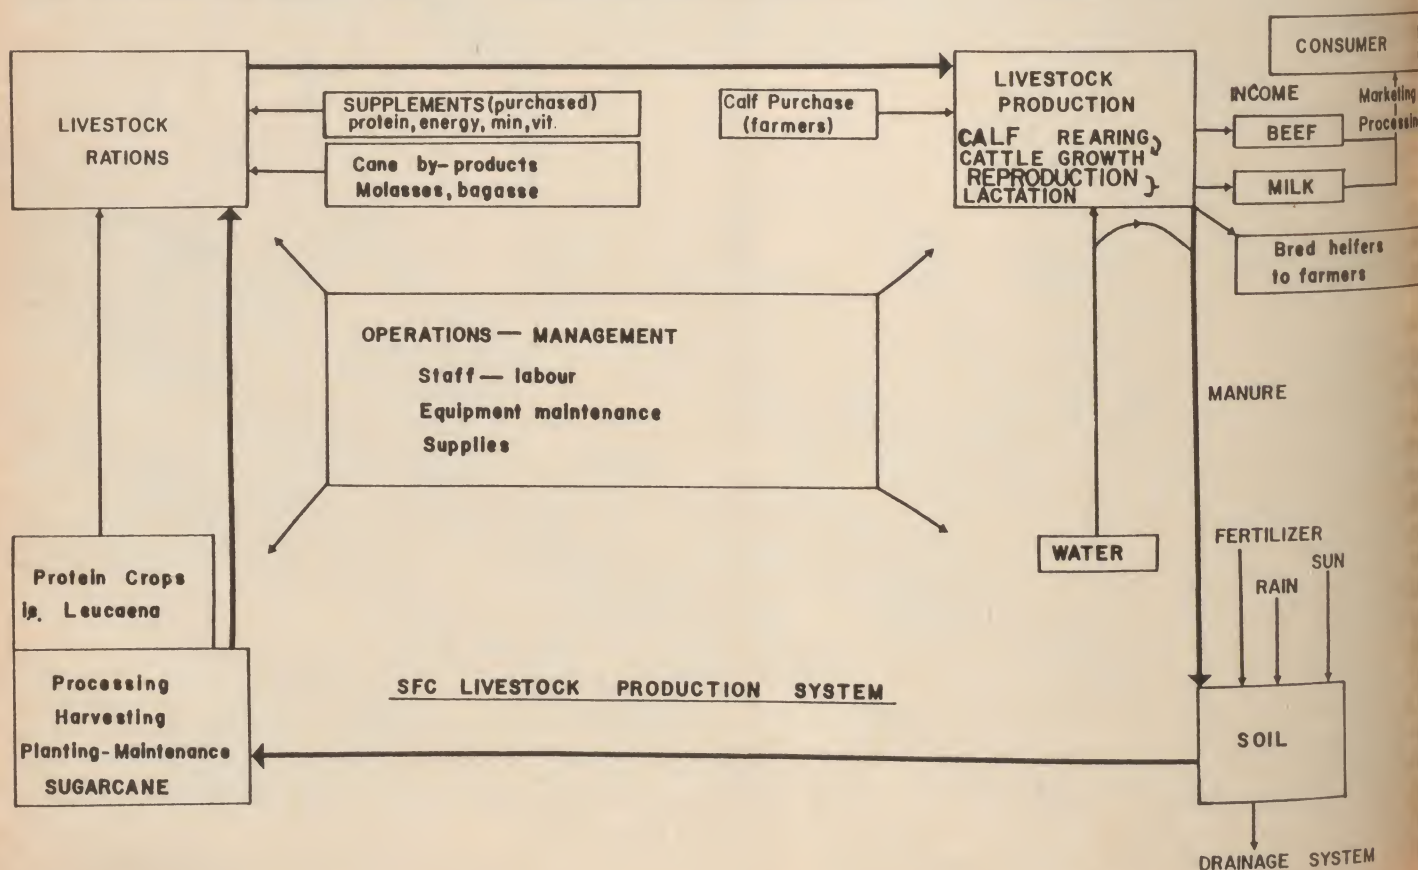 CONSUMER
LIVESTOCK
RATIONS
SUPPLEMENTS (purchased)
protein, energy, min, vit.
Cane by-products
Molasses, bagasse
Calf Purchase
(farmers)
LIVESTOCK
PRODUCTION
CALF REARING
CATTLE GROWTH
REPRODUCTION
LACTATION
INCOME
BEEF
MILK
Marketing
Bred heifers
to farmers
OPERATIONS — MANAGEMENT
Staff — labour
Equipment maintenance
Supplies
MANURE
WATER
FERTILIZER
RAIN
SUN
Protein Crops
ie. Leucaena
Processing
Harvesting
Planting-Maintenance
SUGARCANE
SFC LIVESTOCK PRODUCTION SYSTEM
SOIL
DRAINAGE SYSTEM